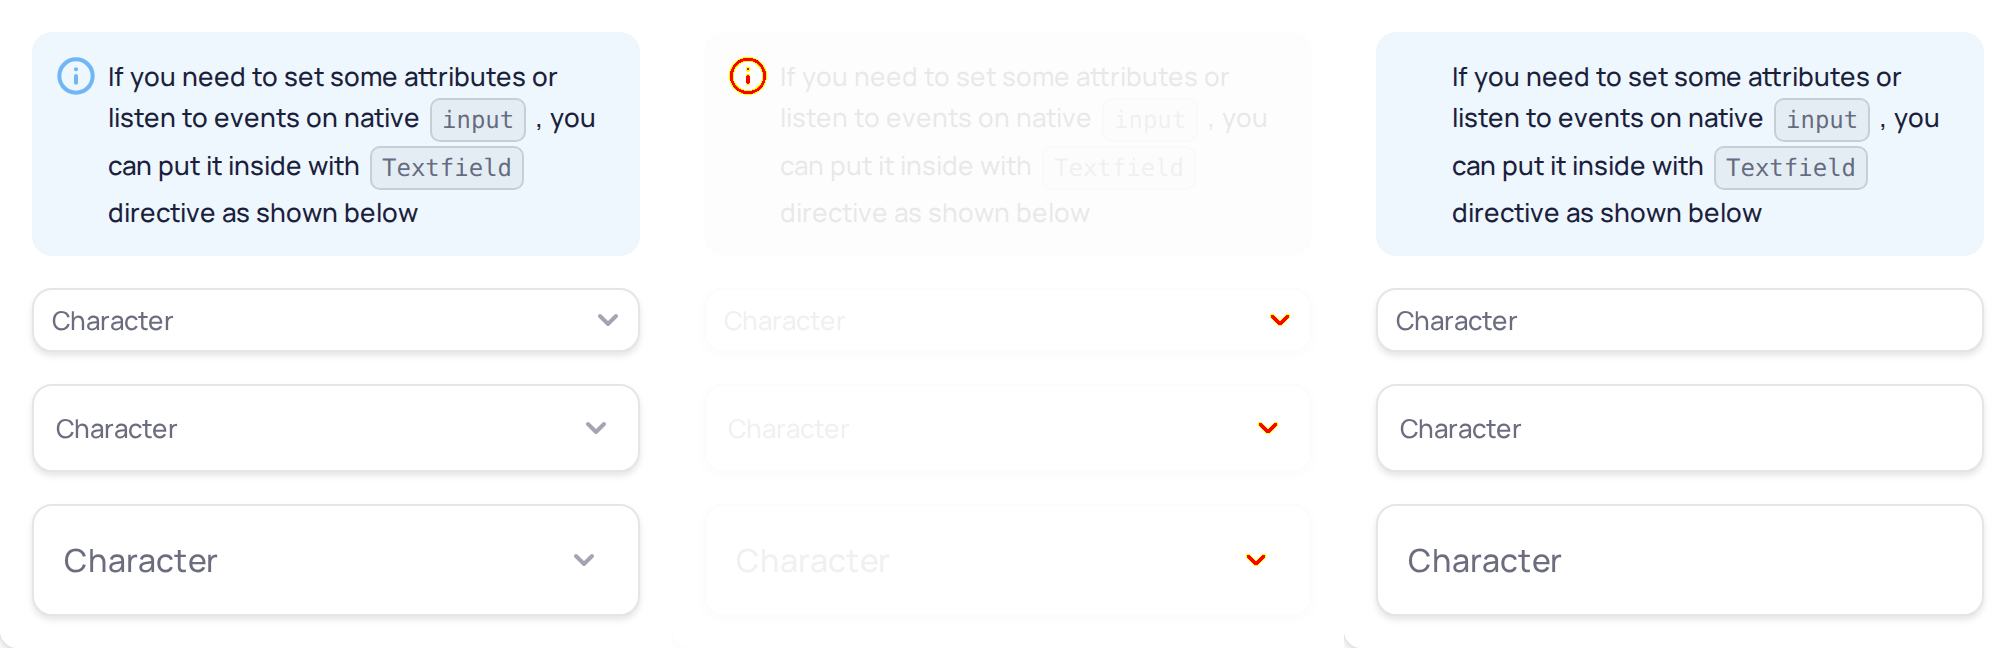 If you need to set some attributes or
listen to events on native input , you
can put it inside with Textfield
directive as shown below
Character
Character
Character
If you need to set some attributes or
listen to events on native input , you
can put it inside with Textfield
directive as shown below
Character
Character
Character
If you need to set some attributes or
listen to events on native input , you
can put it inside with Textfield
directive as shown below
Character
Character
Character